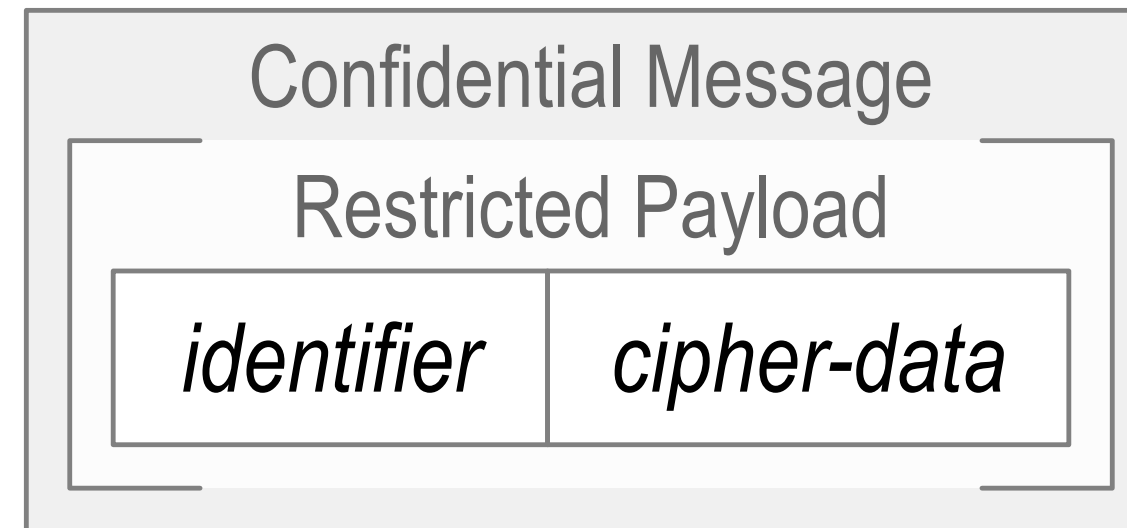 Confidential Message
Restricted Payload
identifier cipher-data